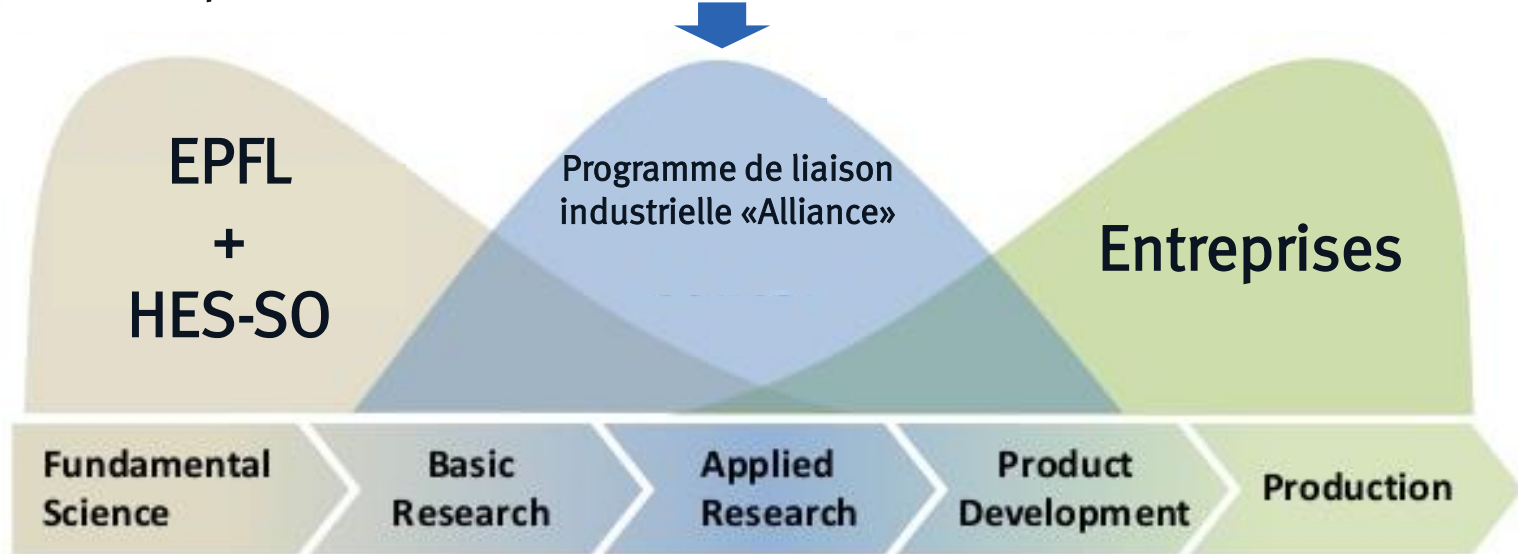 EPFL
+
HES-SO
Programme de liaison
industrielle «Alliance»
Entreprises
Fundamental
Science
Basic
Research
Applied
Research
Product
Development
Production